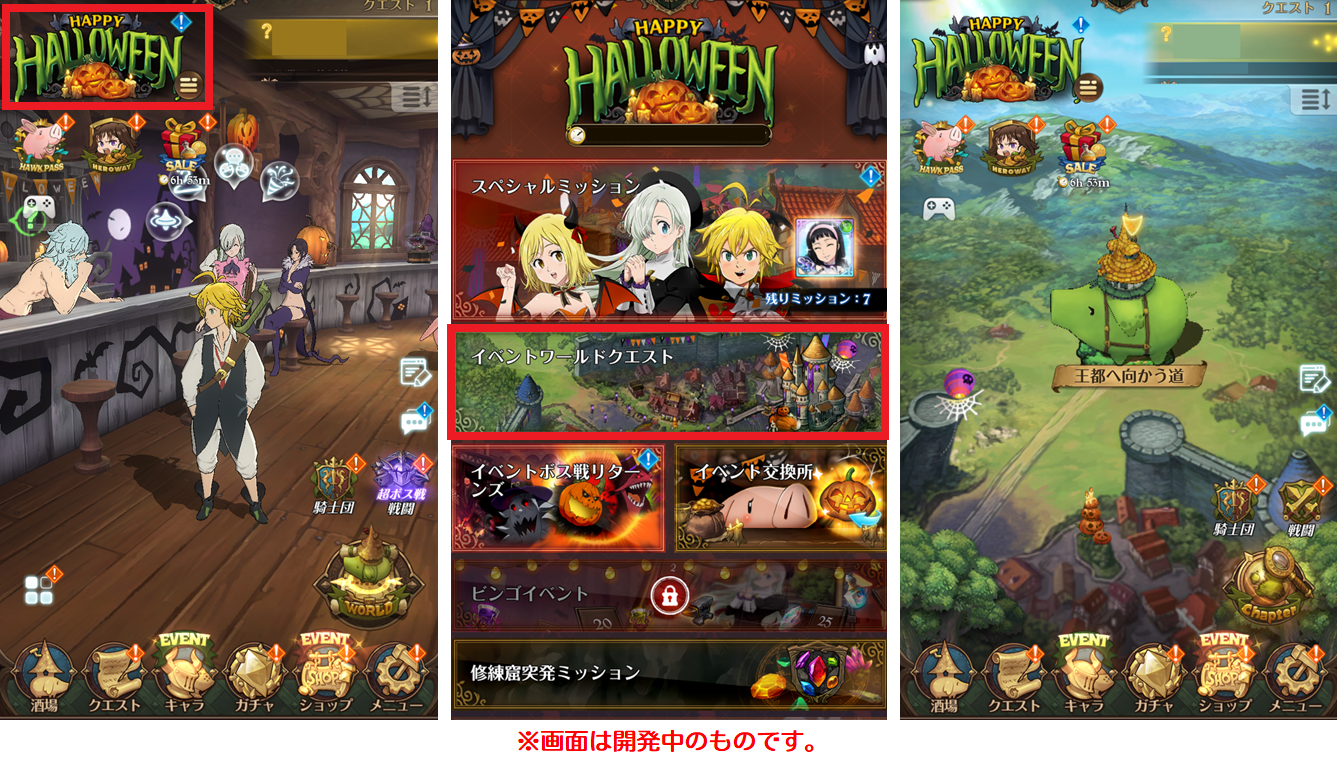 クエスト 1
HAPPY
HALLOWEEN
HAWK PASS
HEROWAY
SALE
6h 53m
超ボス戦
騎士団
戦闘
WORLD
EVENT
EVENT
SHOP
酒場
クエスト
キャラ
ガチャ
ショップ
メニュー
HAPPY
HALLOWEEN
スペシャルミッション
残りミッション:7
イベントワールドクエスト
イベントボス戦リターンズ
イベント交換所
ビンゴイベント
2
20
25
修練窟突発ミッション
クエスト 1
HAPPY
HALLOWEEN
HAWK PASS
HEROWAY
SALE
6h 53m
王都へ向かう道
騎士団
戦闘
Chapter
EVENT
EVENT
SHOP
酒場
クエスト
キャラ
ガチャ
ショップ
メニュー
※画面は開発中のものです。